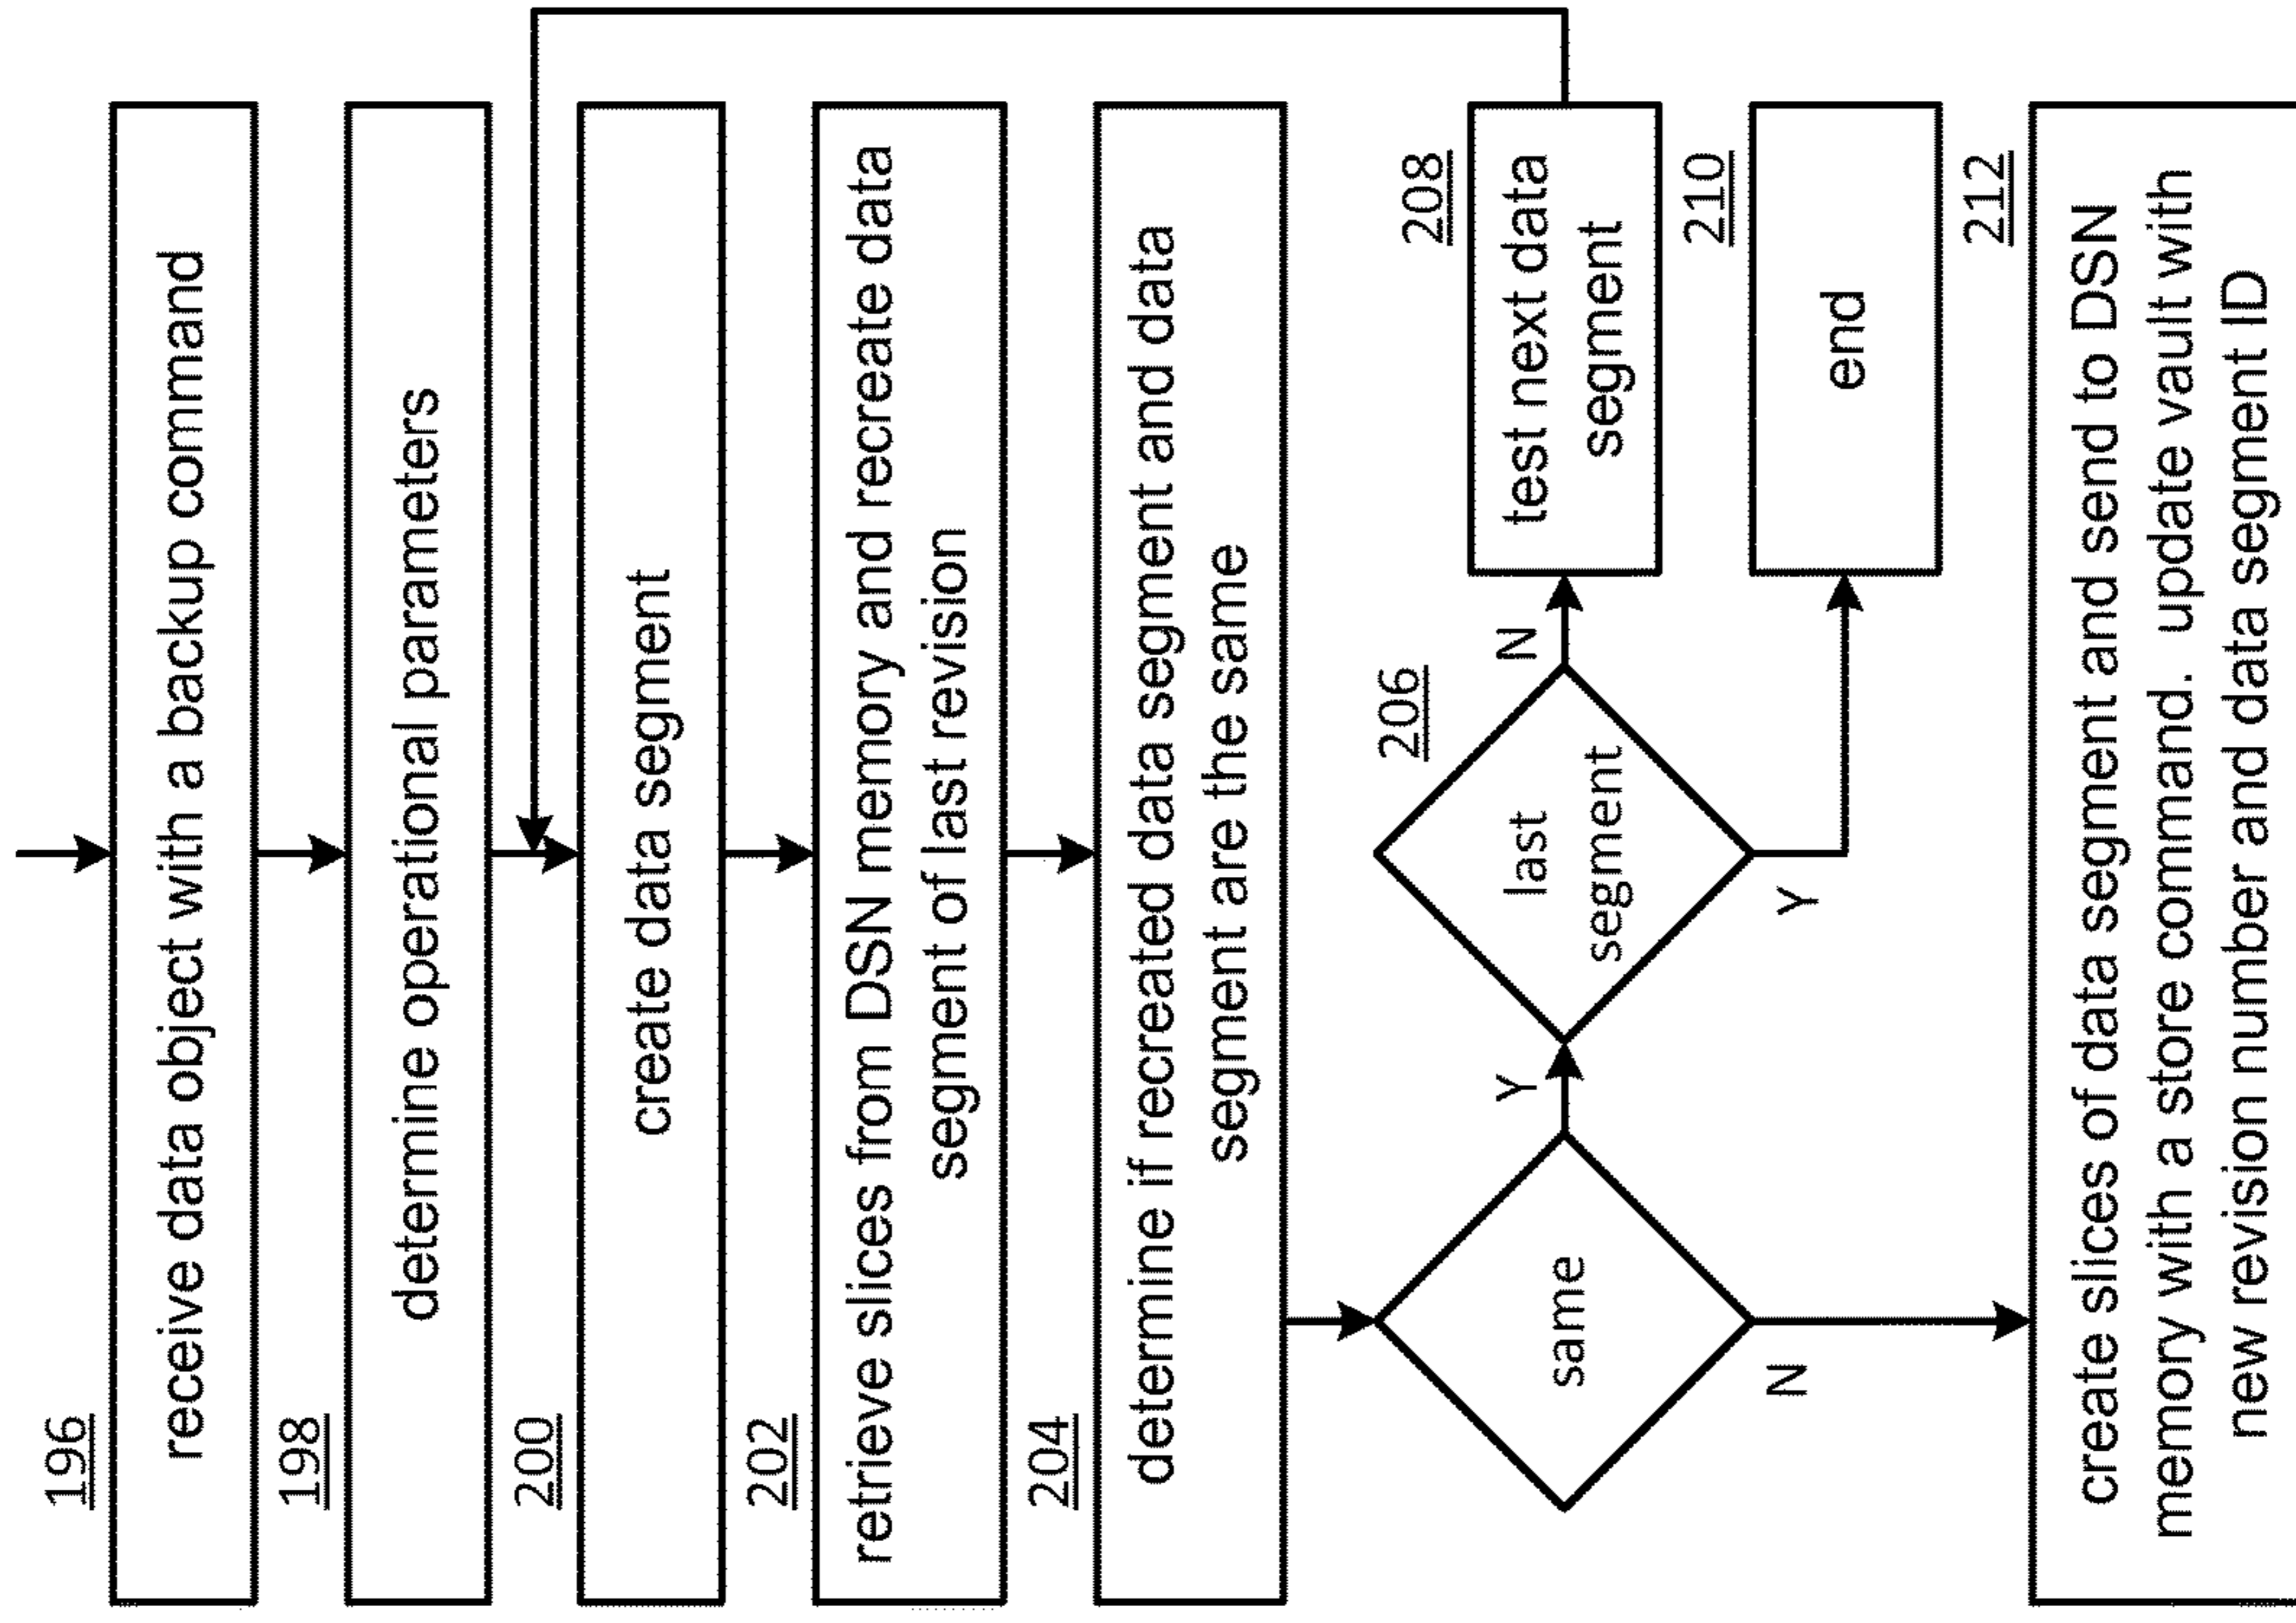 196
receive data object with a backup command
198
determine operational parameters
200
create data segment
202
retrieve slices from DSN memory and recreate data
segment of last revision
204
determine if recreated data segment and data
segment are the same
same
Y
N
206
last
segment
N
Y
208
test next data
segment
210
end
212
create slices of data segment and send to DSN
memory with a store command.  update vault with
new revision number and data segment ID